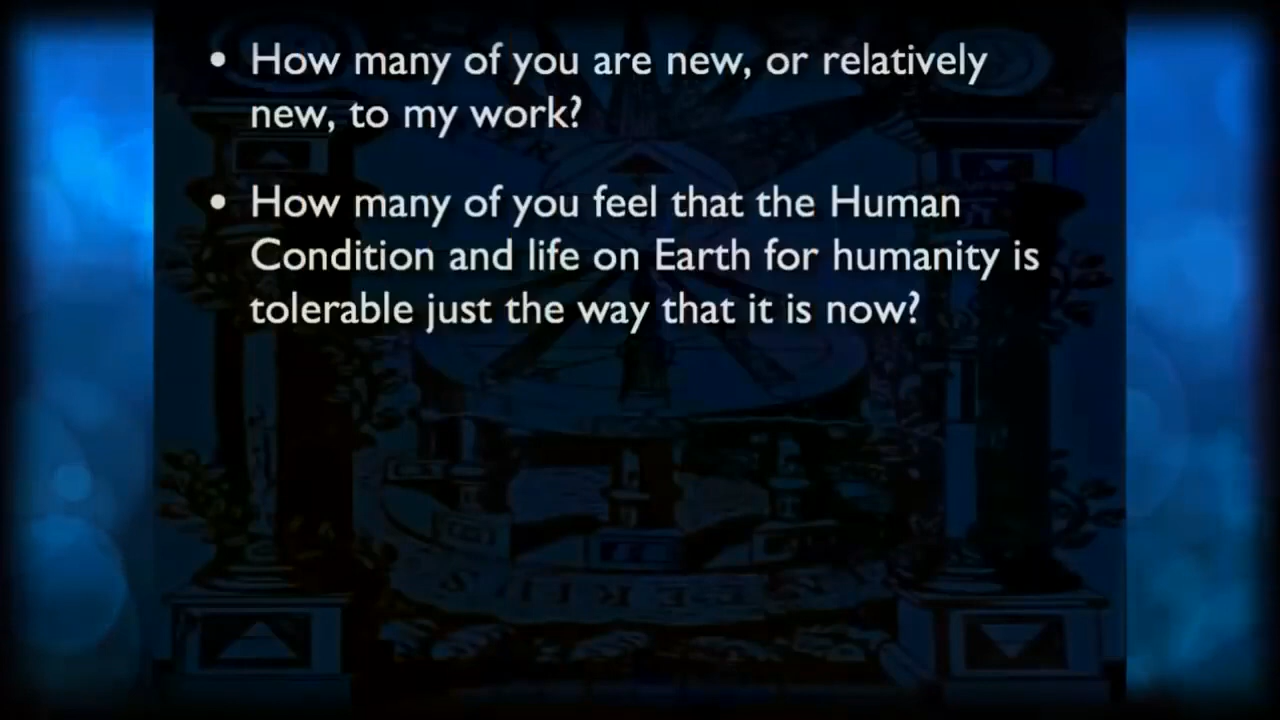 • How many of you are new, or relatively
new, to my work?
• How many of you feel that the Human
Condition and life on Earth for humanity is
tolerable just the way that it is now?